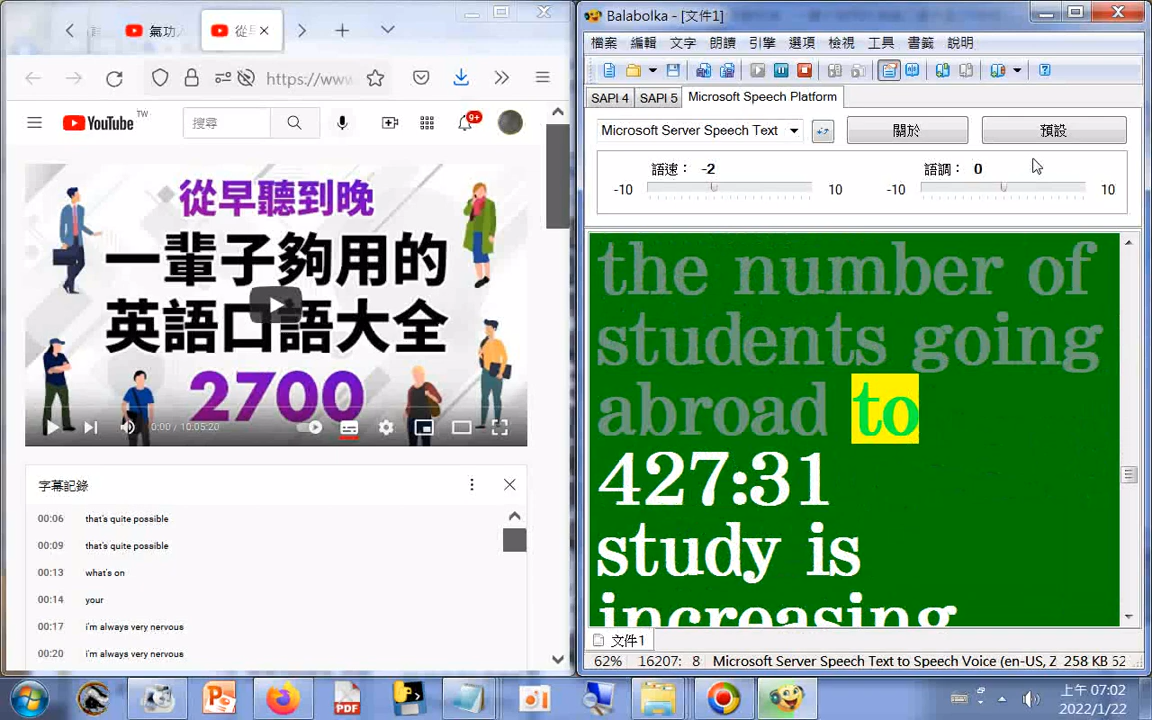 氣功
從
https://www
YouTube TW
搜尋
9+
從早聽到晚
一輩子夠用的
英語口語大全
2700
0:00 / 10:05:20
字幕記錄
00:06 that's quite possible
00:09 that's quite possible
00:13 what's on
00:14 your
00:17 i'm always very nervous
00:20 i'm always very nervous
Balabolka - [文件1]
檔案 編輯 文字 朗讀 引擎 選項 檢視 工具 書籤 說明
SAPI 4 SAPI 5 Microsoft Speech Platform
Microsoft Server Speech Text 關於 預設
語速： -2 語調： 0
-10 10 -10 10
the number of
students going
abroad to
427:31
study is
increasing
文件1
62% 16207: 8 Microsoft Server Speech Text to Speech Voice (en-US, Z 258 KB 52
PDF
上午 07:02
2022/1/22